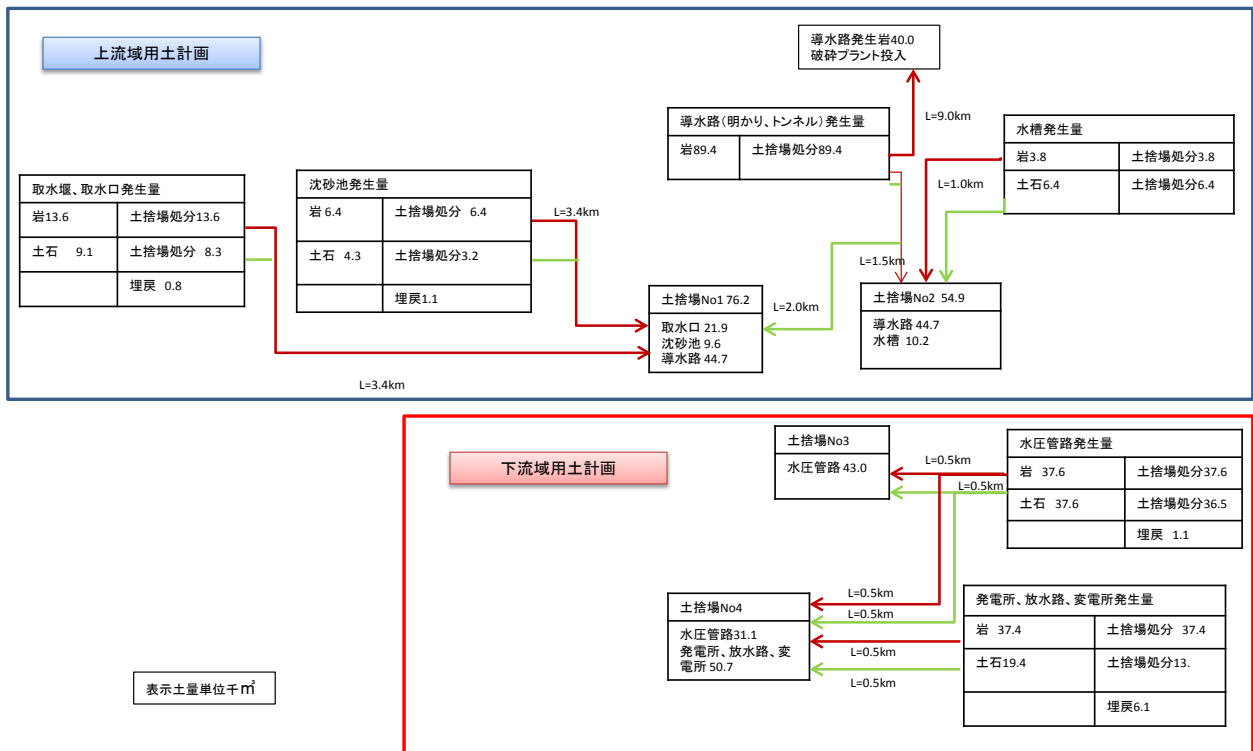 上流域用土計画
導水路発生岩40.0
破砕プラント投入
L=9.0km
導水路(明かり、トンネル)発生量
岩89.4 土捨場処分89.4
水槽発生量
岩3.8 土捨場処分3.8
土石6.4 土捨場処分6.4
L=1.0km
取水堰、取水口発生量
岩13.6 土捨場処分13.6
土石 9.1 土捨場処分 8.3
埋戻 0.8
沈砂池発生量
岩 6.4 土捨場処分 6.4
土石 4.3 土捨場処分3.2
埋戻1.1
L=3.4km
L=1.5km
L=2.0km
土捨場No1 76.2
取水口 21.9
沈砂池 9.6
導水路 44.7
土捨場No2 54.9
導水路 44.7
水槽 10.2
L=3.4km
下流域用土計画
土捨場No3
水圧管路 43.0
L=0.5km
L=0.5km
水圧管路発生量
岩 37.6 土捨場処分37.6
土石 37.6 土捨場処分36.5
埋戻 1.1
土捨場No4
水圧管路31.1
発電所、放水路、変
電所 50.7
L=0.5km
L=0.5km
L=0.5km
L=0.5km
発電所、放水路、変電所発生量
岩 37.4 土捨場処分 37.4
土石19.4 土捨場処分13.
埋戻6.1
表示土量単位千㎥